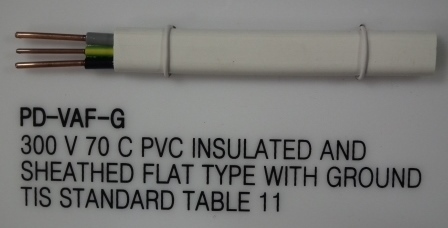 PD-VAF-G
300 V 70 C PVC INSULATED AND
SHEATHED FLAT TYPE WITH GROUND
TIS STANDARD TABLE 11